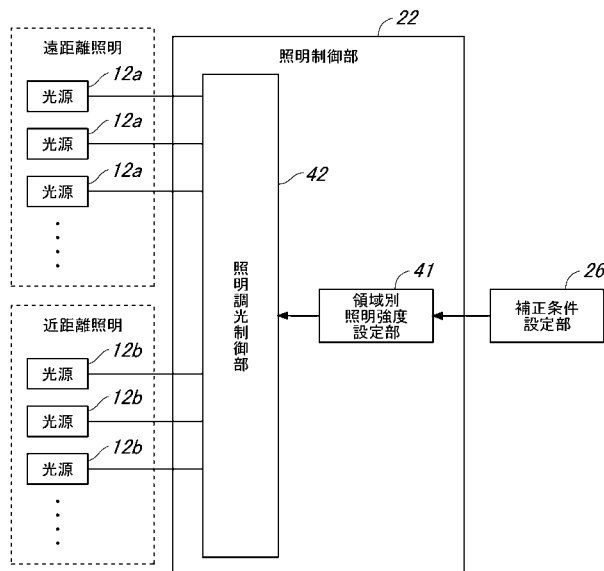 22
遠距離照明
照明制御部
12a
光源
12a
光源
12a
光源
42
照明調光制御部
41
領域別
照明強度
設定部
26
補正条件
設定部
近距離照明
12b
光源
12b
光源
12b
光源